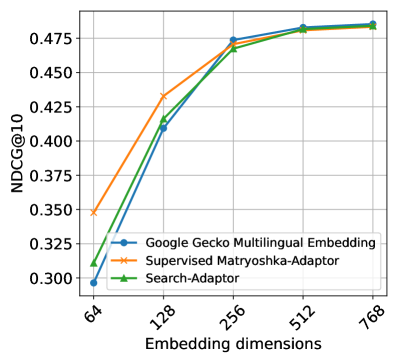 NDCG@10
0.475
0.450
0.425
0.400
0.375
0.350
0.325
0.300
Google Gecko Multilingual Embedding
Supervised Matryoshka-Adaptor
Search-Adaptor
64
128
256
512
768
Embedding dimensions